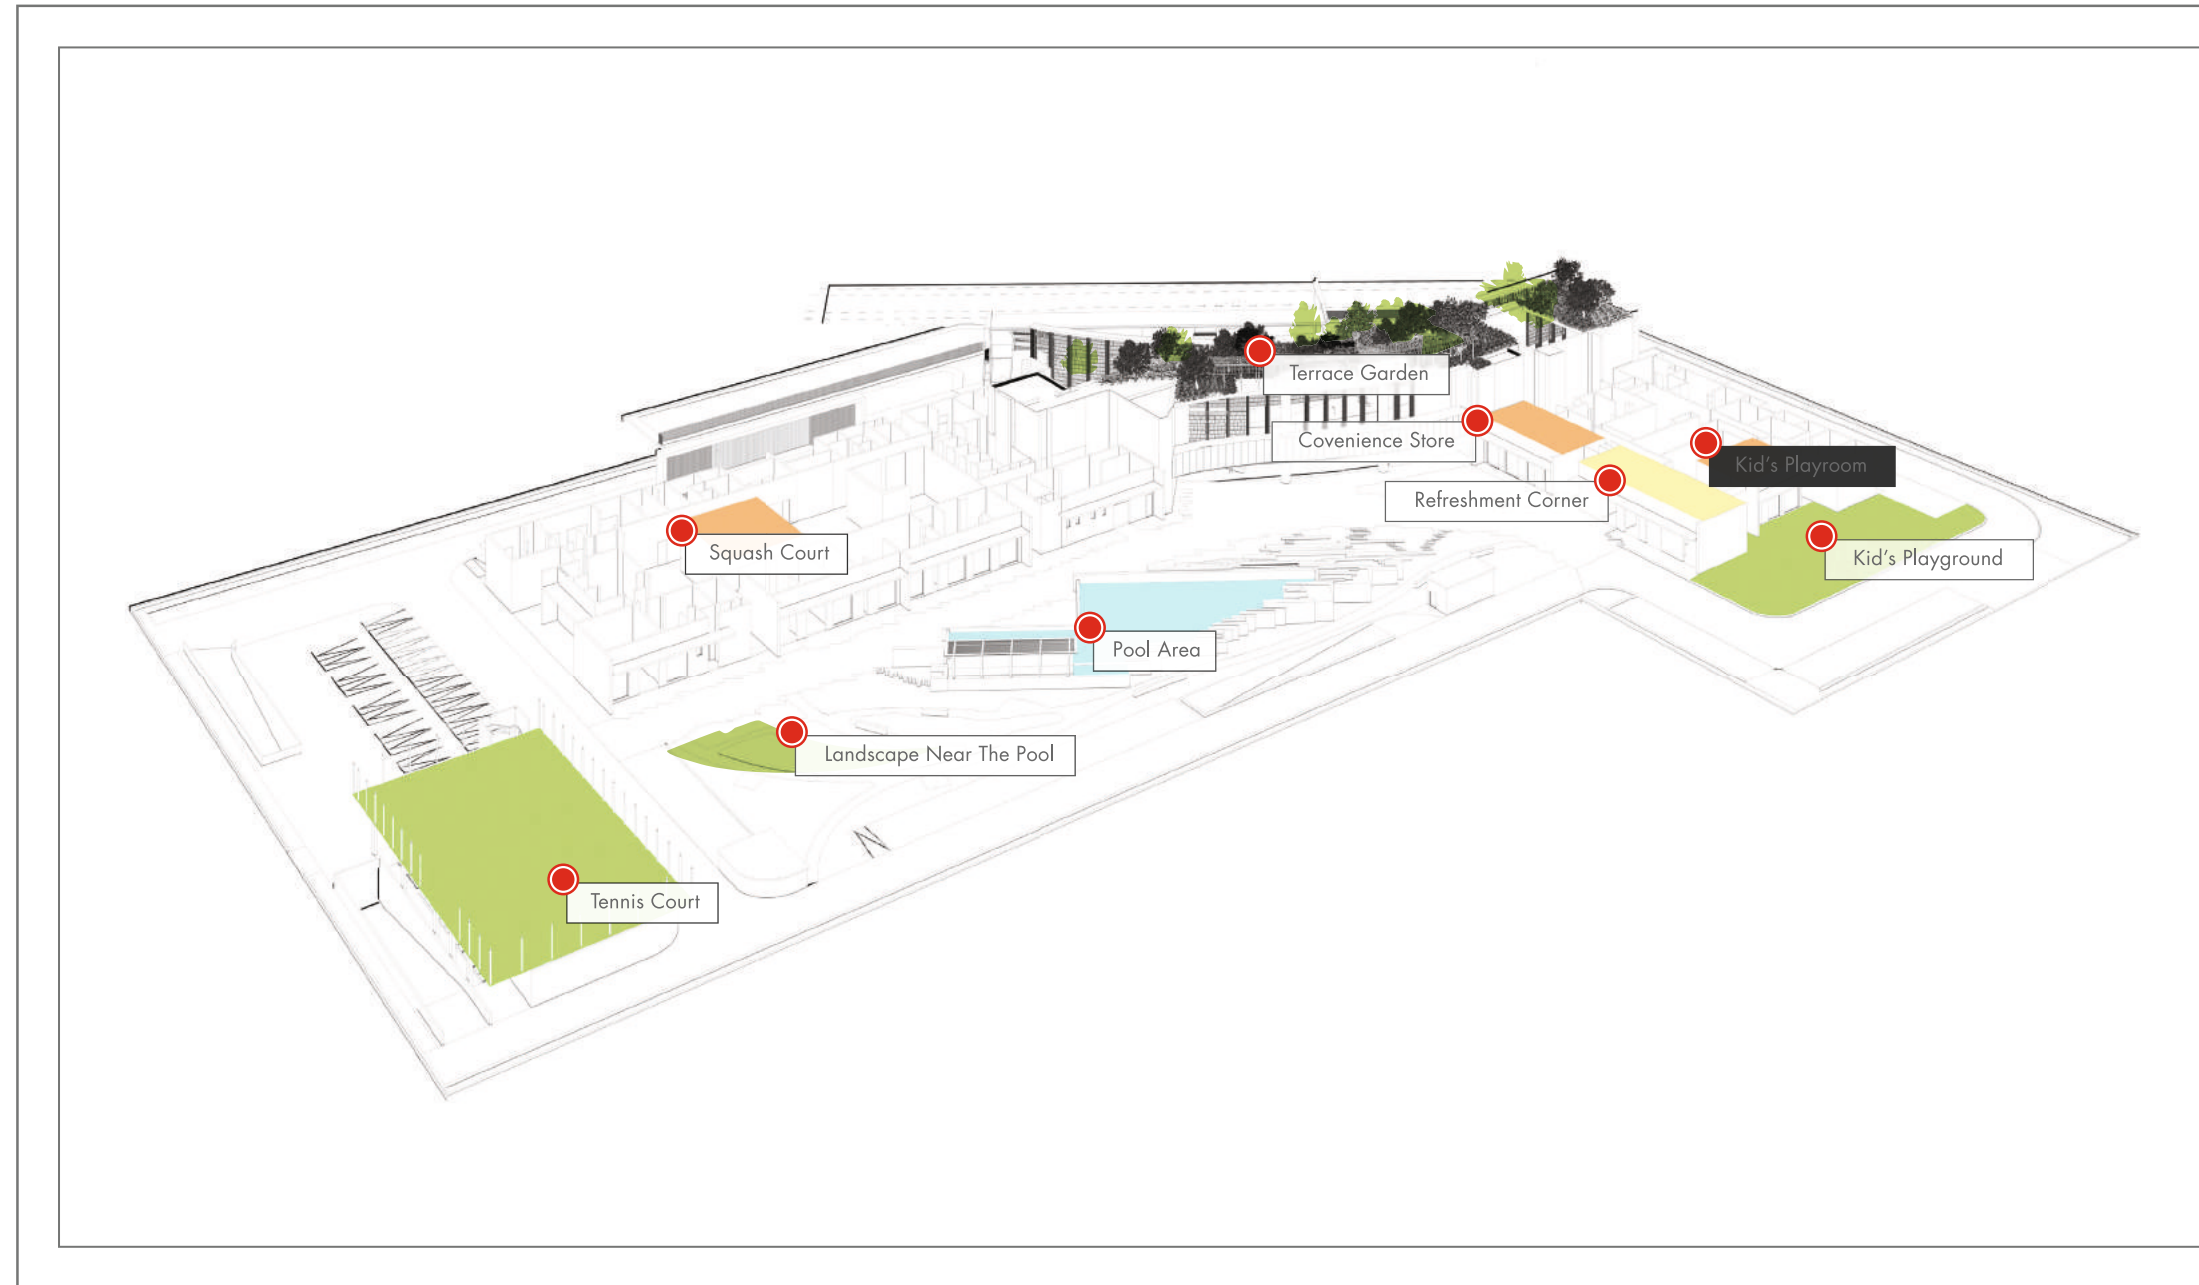 Terrace Garden
Covenience Store
Kid's Playroom
Refreshment Corner
Squash Court
Kid's Playground
Pool Area
Landscape Near The Pool
Tennis Court